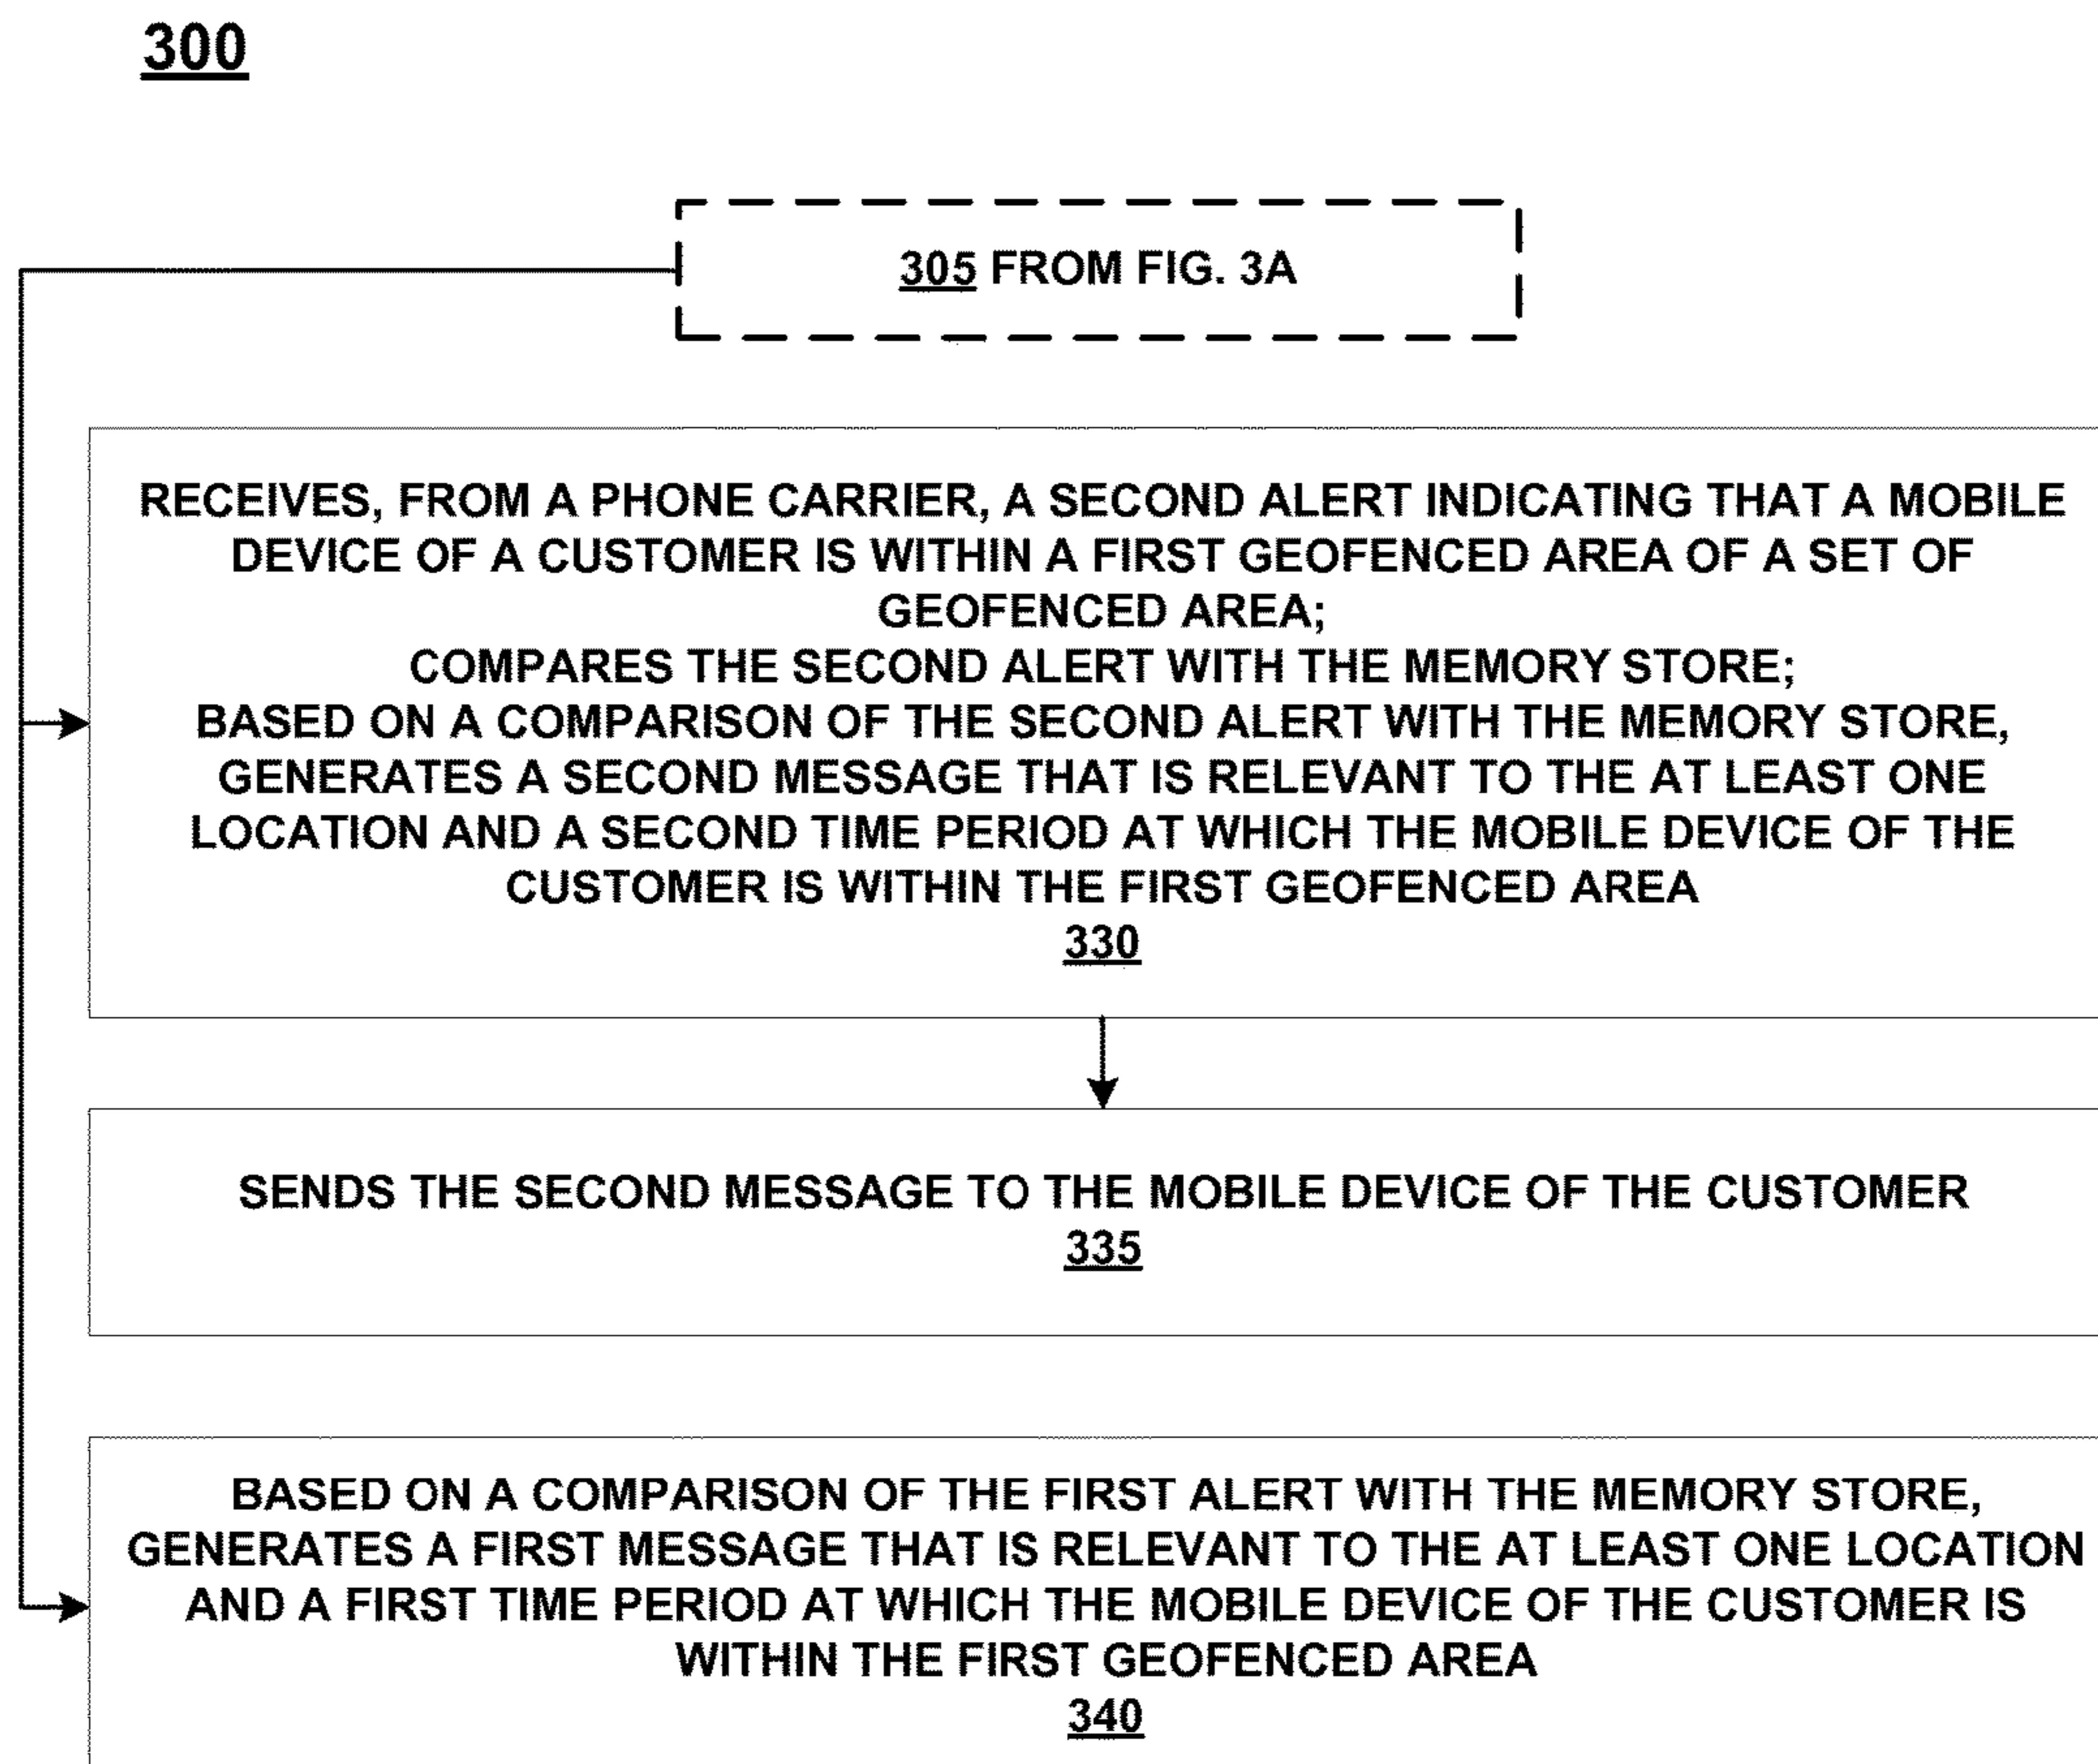 300
305 FROM FIG. 3A
RECEIVES, FROM A PHONE CARRIER, A SECOND ALERT INDICATING THAT A MOBILE
DEVICE OF A CUSTOMER IS WITHIN A FIRST GEOFENCED AREA OF A SET OF
GEOFENCED AREA;
COMPARES THE SECOND ALERT WITH THE MEMORY STORE;
BASED ON A COMPARISON OF THE SECOND ALERT WITH THE MEMORY STORE,
GENERATES A SECOND MESSAGE THAT IS RELEVANT TO THE AT LEAST ONE
LOCATION AND A SECOND TIME PERIOD AT WHICH THE MOBILE DEVICE OF THE
CUSTOMER IS WITHIN THE FIRST GEOFENCED AREA
330
SENDS THE SECOND MESSAGE TO THE MOBILE DEVICE OF THE CUSTOMER
335
BASED ON A COMPARISON OF THE FIRST ALERT WITH THE MEMORY STORE,
GENERATES A FIRST MESSAGE THAT IS RELEVANT TO THE AT LEAST ONE LOCATION
AND A FIRST TIME PERIOD AT WHICH THE MOBILE DEVICE OF THE CUSTOMER IS
WITHIN THE FIRST GEOFENCED AREA
340